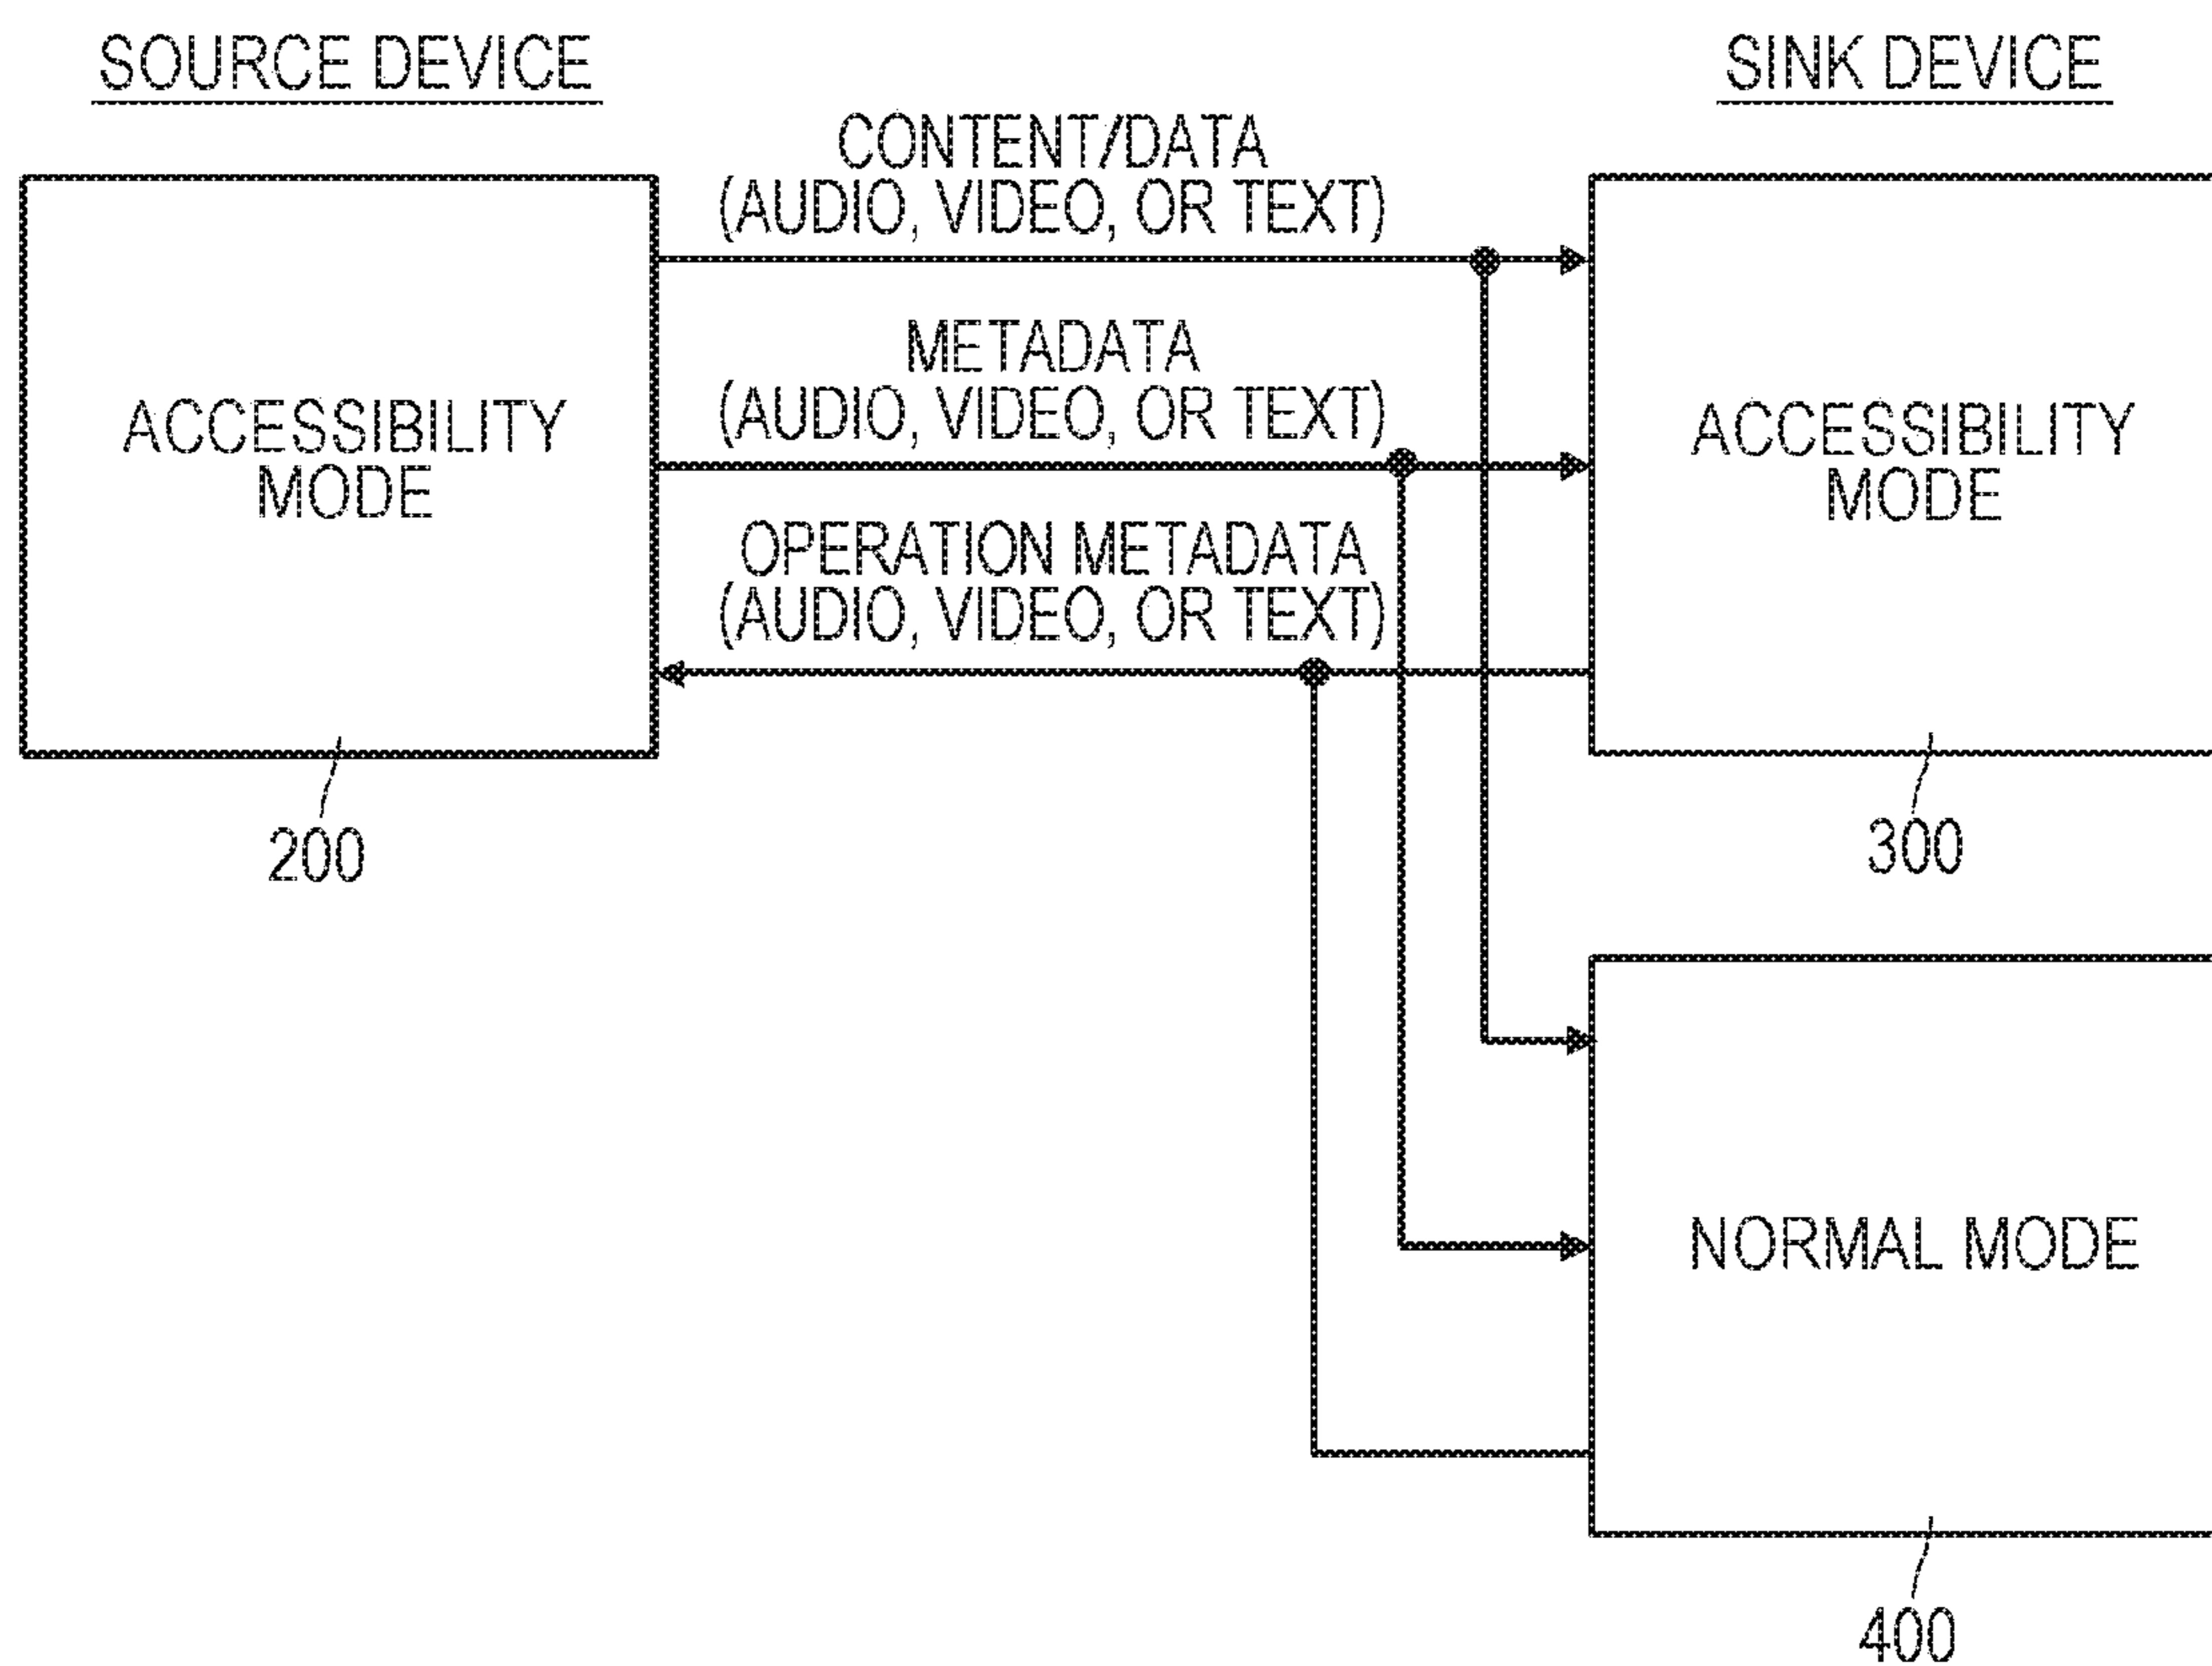 SOURCE DEVICE
SINK DEVICE
CONTENT/DATA
(AUDIO, VIDEO, OR TEXT)
METADATA
(AUDIO, VIDEO, OR TEXT)
OPERATION METADATA
(AUDIO, VIDEO, OR TEXT)
ACCESSIBILITY
MODE
200
ACCESSIBILITY
MODE
300
NORMAL MODE
400